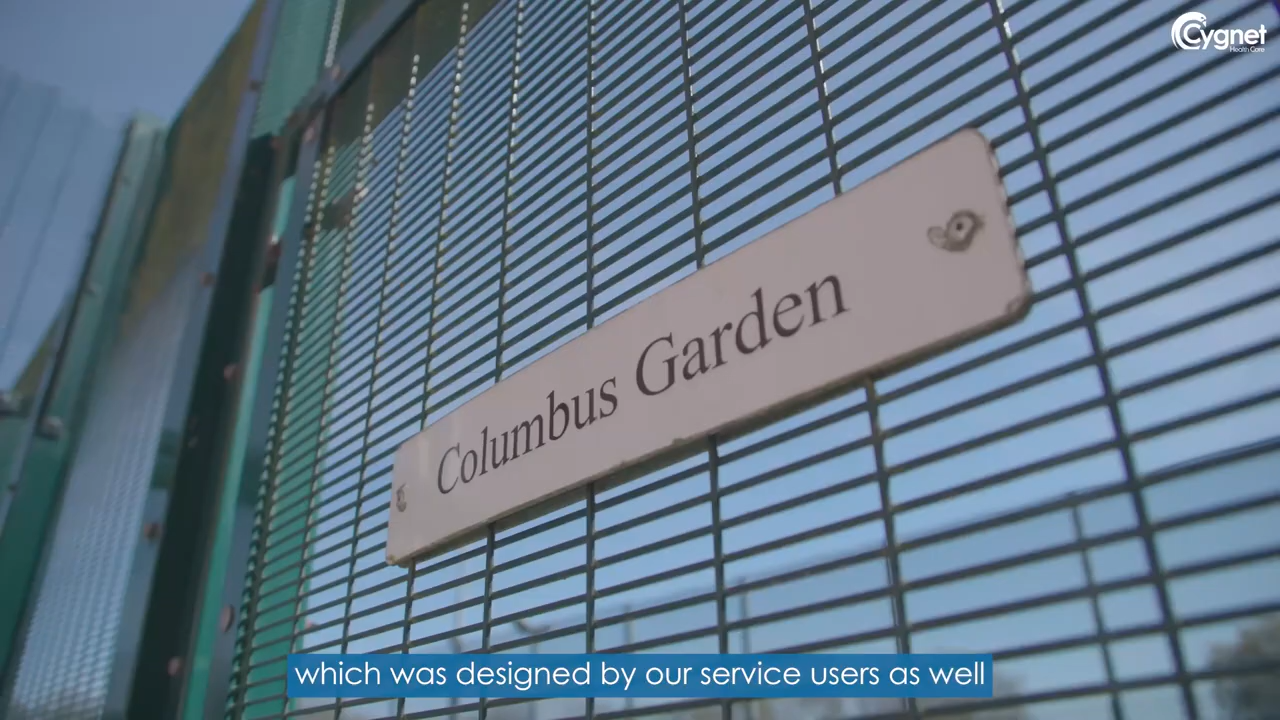 Cygnet
Health Care
Columbus Garden
which was designed by our service users as well